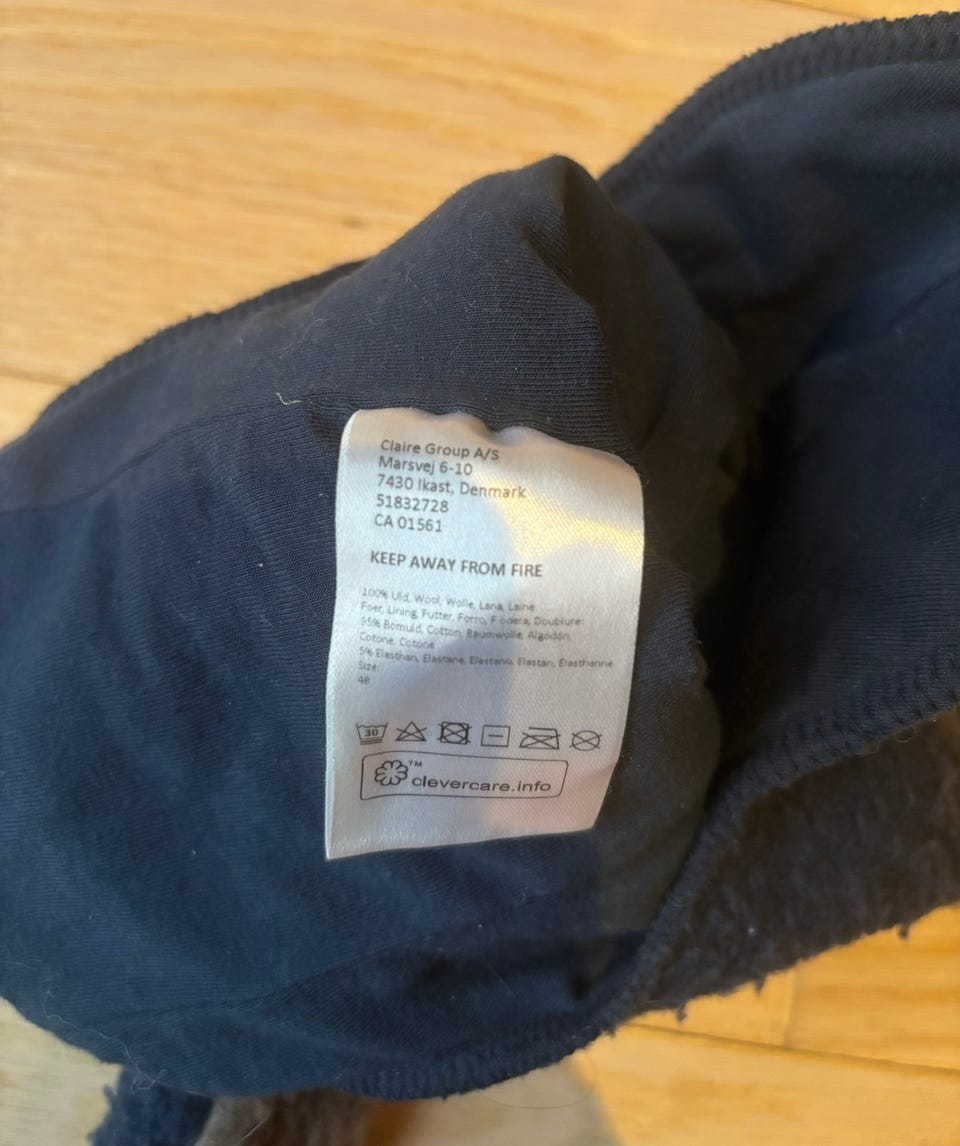 Claire Group A/S
Marsvej 6-10
7430 Ikast, Denmark
51832728
CA 01561
KEEP AWAY FROM FIRE
100% Uld, Wool, Wolle, Lana, Laine
Foer, Lining, Futter, Forro, Fodera, Doublure:
95% Bomuld, Cotton, Baumwolle, Algodón,
Cotone, Cotone
5% Elasthan, Elastane, Elastano, Elastan, Élasthanne
Size:
48
30
TM
clevercare.info